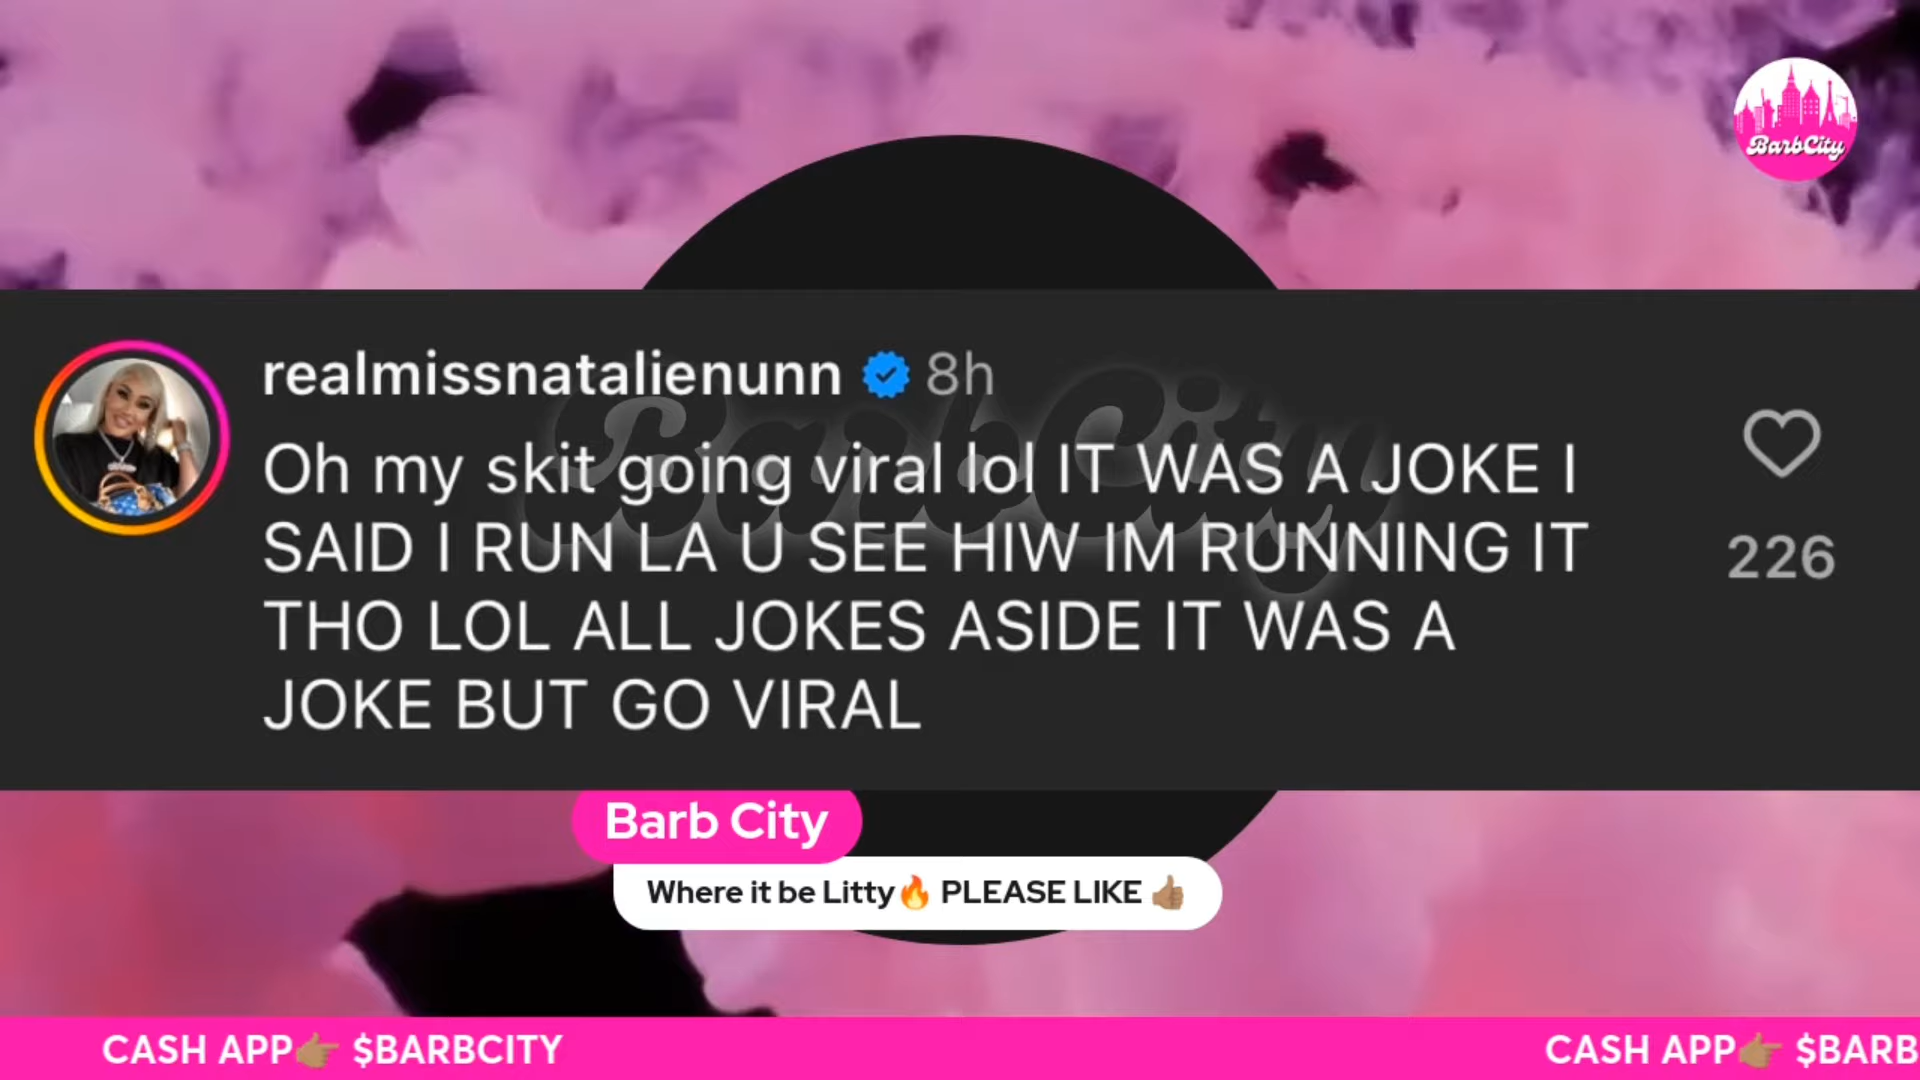 BarbCity
realmissnatalienunn 8h
Oh my skit going viral lol IT WAS A JOKE I
SAID I RUN LA U SEE HIW IM RUNNING IT
THO LOL ALL JOKES ASIDE IT WAS A
JOKE BUT GO VIRAL
226
BarbCity
Barb City
Where it be Litty🔥 PLEASE LIKE 👍🏽
CASH APP👉🏽 $BARBCITY
CASH APP👉🏽 $BARB